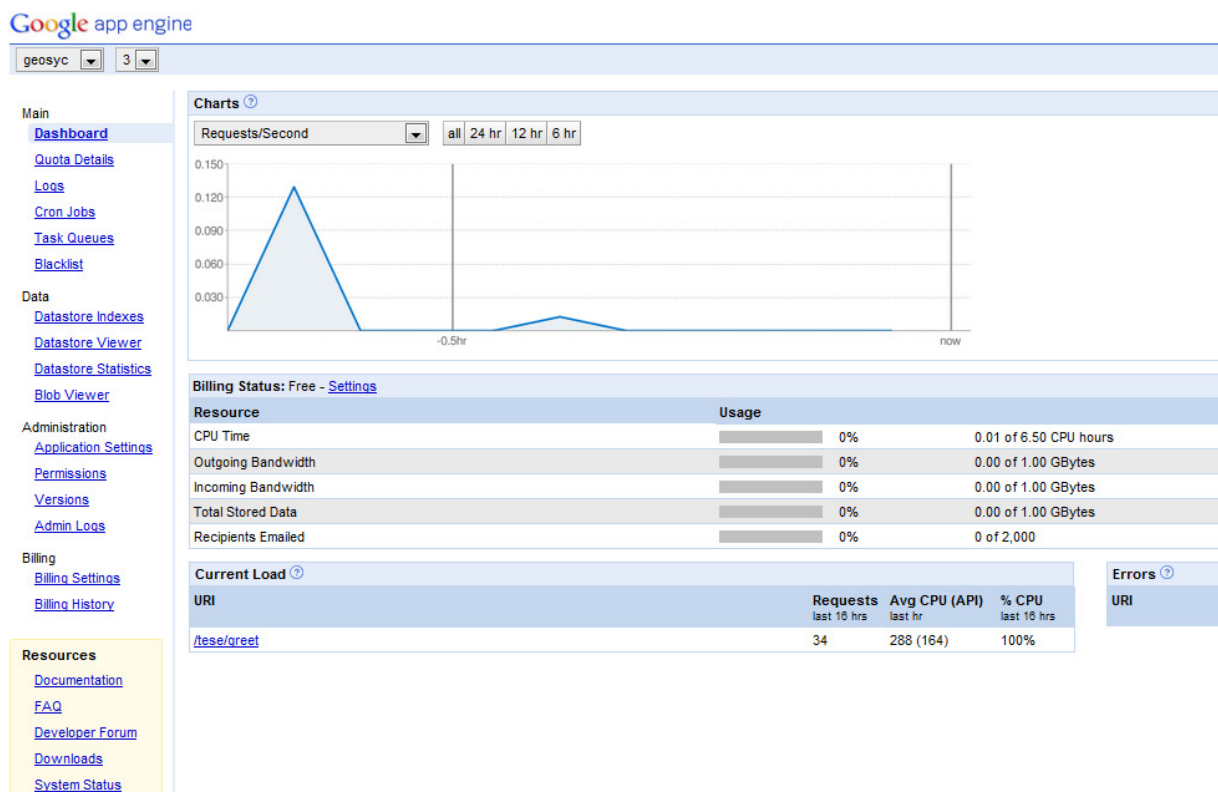 Google app engine
geosyc 3
Main
Dashboard
Quota Details
Logs
Cron Jobs
Task Queues
Blacklist
Data
Datastore Indexes
Datastore Viewer
Datastore Statistics
Blob Viewer
Administration
Application Settings
Permissions
Versions
Admin Logs
Billing
Billing Settings
Billing History
Resources
Documentation
FAQ
Developer Forum
Downloads
System Status
Charts ?
Requests/Second all 24 hr 12 hr 6 hr
0.150
0.120
0.090
0.060
0.030
-0.5hr now
Billing Status: Free - Settings
Resource Usage
CPU Time 0% 0.01 of 6.50 CPU hours
Outgoing Bandwidth 0% 0.00 of 1.00 GBytes
Incoming Bandwidth 0% 0.00 of 1.00 GBytes
Total Stored Data 0% 0.00 of 1.00 GBytes
Recipients Emailed 0% 0 of 2,000
Current Load ?
URI Requests Avg CPU (API) % CPU
last 16 hrs last hr last 16 hrs
/tese/greet 34 288 (164) 100%
Errors ?
URI